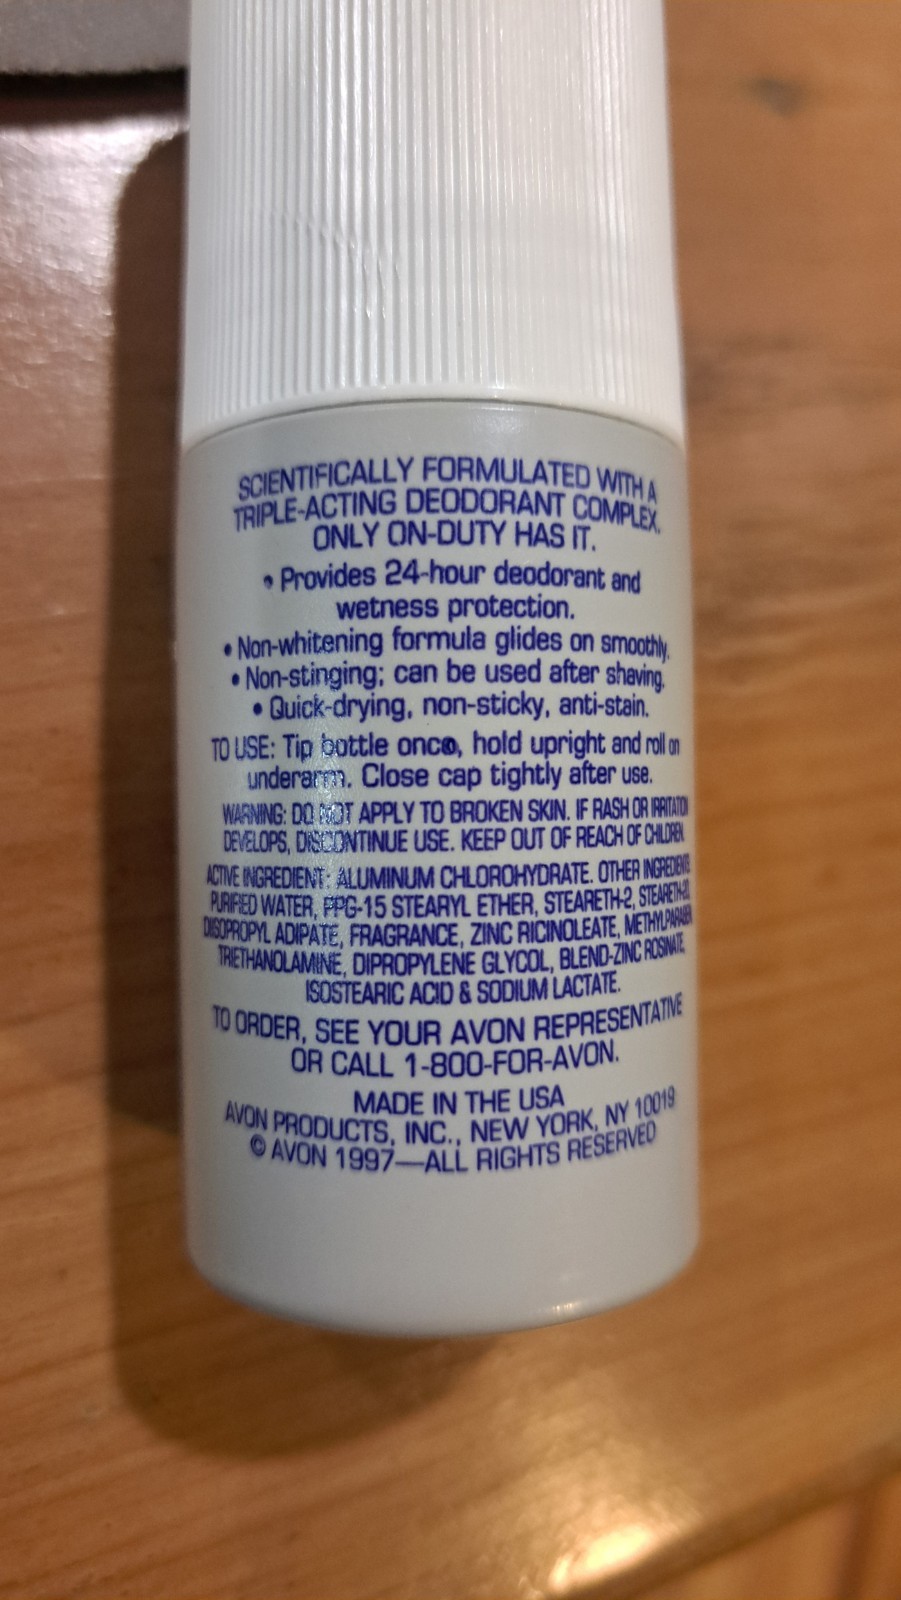 SCIENTIFICALLY FORMULATED WITH A
TRIPLE-ACTING DEODORANT COMPLEX.
ONLY ON-DUTY HAS IT.
• Provides 24-hour deodorant and
wetness protection.
• Non-whitening formula glides on smoothly.
• Non-stinging; can be used after shaving.
• Quick-drying, non-sticky, anti-stain.
TO USE: Tip bottle once, hold upright and roll on
underarm. Close cap tightly after use.
WARNING: DO NOT APPLY TO BROKEN SKIN. IF RASH OR IRRITATION
DEVELOPS, DISCONTINUE USE. KEEP OUT OF REACH OF CHILDREN.
ACTIVE INGREDIENT: ALUMINUM CHLOROHYDRATE. OTHER INGREDIENTS:
PURIFIED WATER, PPG-15 STEARYL ETHER, STEARETH-2, STEARETH-20,
DIISOPROPYL ADIPATE, FRAGRANCE, ZINC RICINOLEATE, METHYLPARABEN,
TRIETHANOLAMINE, DIPROPYLENE GLYCOL, BLEND-ZINC ROSINATE,
ISOSTEARIC ACID & SODIUM LACTATE.
TO ORDER, SEE YOUR AVON REPRESENTATIVE
OR CALL 1-800-FOR-AVON.
MADE IN THE USA
AVON PRODUCTS, INC., NEW YORK, NY 10019
© AVON 1997—ALL RIGHTS RESERVED